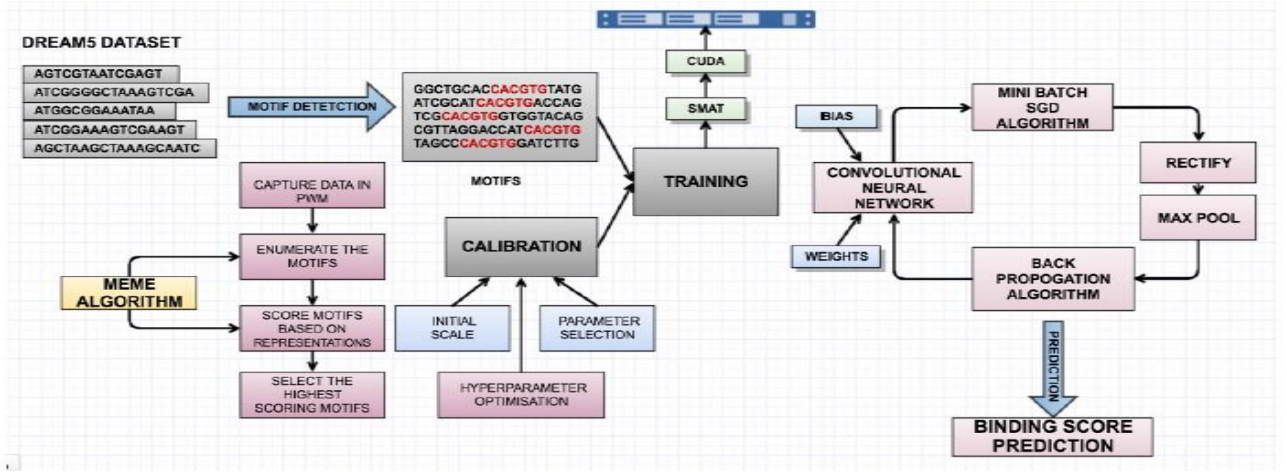 DREAM5 DATASET
AGTCGTAATCGAGT
ATCGGGGCTAAAGTCGA
ATGGCGGAAATAA
ATCGGAAAGTCGAAGT
AGCTAAGCTAAAGCAATC
MOTIF DETETCTION
GGCTGCACCACGTGTATG
ATCGCATCACGTGACCAG
TCGCACGTGGTGGTACAG
CGTTAGGACCATCACGTG
TAGCCCACGTGGATCTTG
MOTIFS
CAPTURE DATA IN
PWM
ENUMERATE THE
MOTIFS
MEME
ALGORITHM
SCORE MOTIFS
BASED ON
REPRESENTATIONS
SELECT THE
HIGHEST
SCORING MOTIFS
CALIBRATION
INITIAL
SCALE
PARAMETER
SELECTION
HYPERPARAMETER
OPTIMISATION
CUDA
SMAT
TRAINING
BIAS
CONVOLUTIONAL
NEURAL
NETWORK
WEIGHTS
MINI BATCH
SGD
ALGORITHM
RECTIFY
MAX POOL
BACK
PROPOGATION
ALGORITHM
PREDICTION
BINDING SCORE
PREDICTION